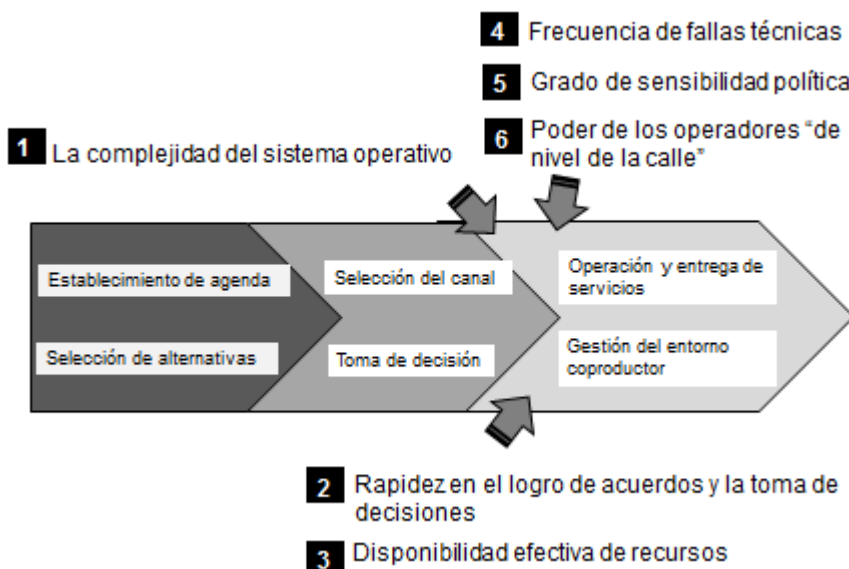 4 Frecuencia de fallas técnicas
5 Grado de sensibilidad política
6 Poder de los operadores “de
nivel de la calle”
1 La complejidad del sistema operativo
Establecimiento de agenda
Selección de alternativas
Selección del canal
Toma de decisión
Operación y entrega de
servicios
Gestión del entorno
coproductor
2 Rapidez en el logro de acuerdos y la toma de
decisiones
3 Disponibilidad efectiva de recursos